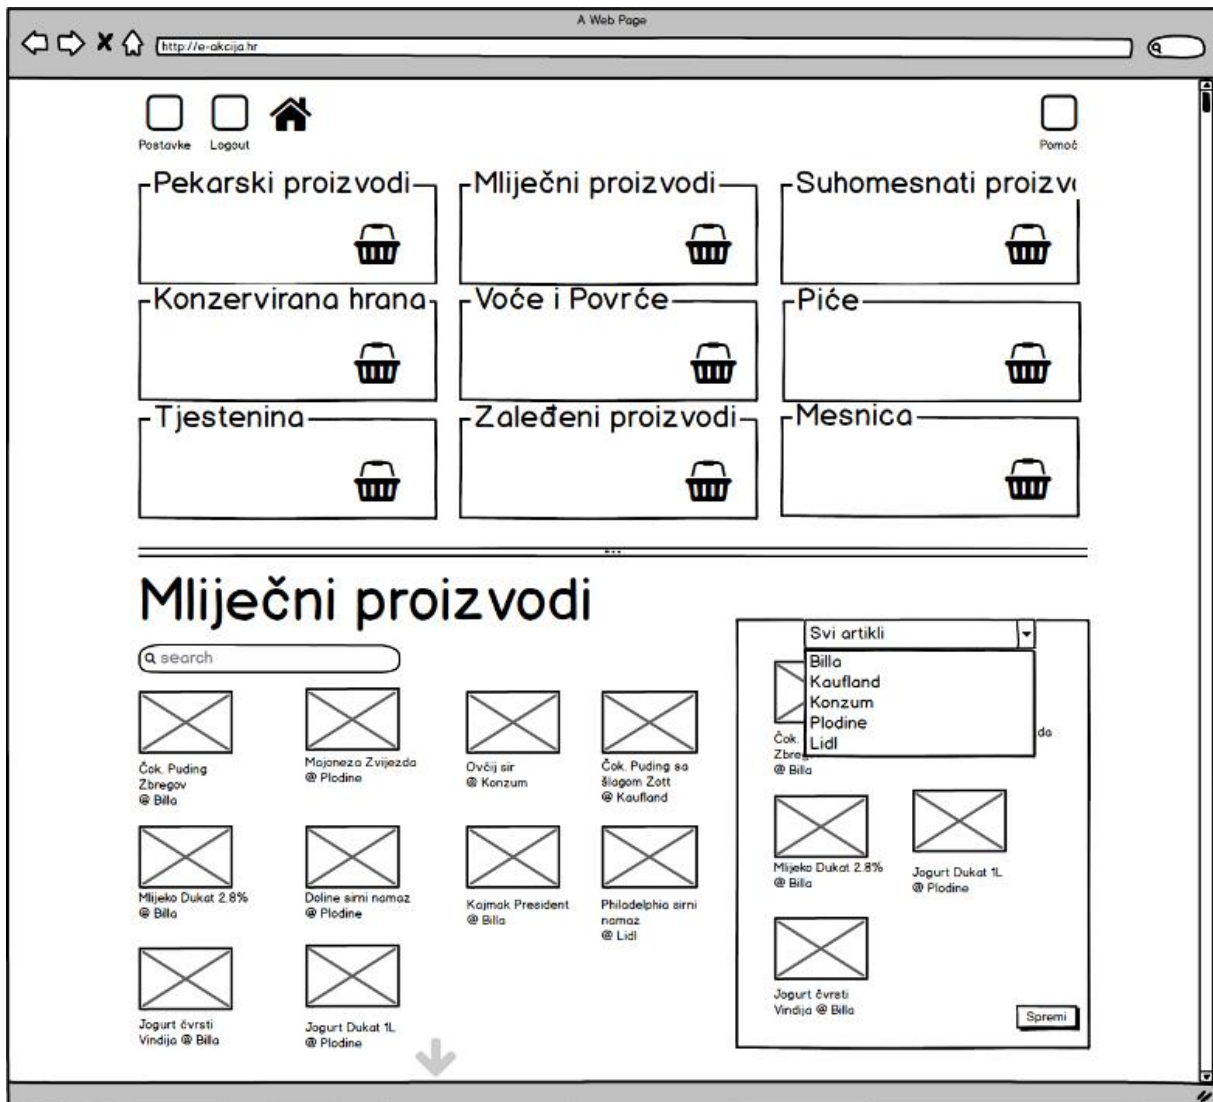 A Web Page
http://e-akcija.hr
Postavke
Logout
Pomoć
Pekarski proizvodi
Mliječni proizvodi
Suhomesnati proizv
Konzervirana hrana
Voće i Povrće
Piće
Tjestenina
Zaleđeni proizvodi
Mesnica
Mliječni proizvodi
search
Čok. Puding
Zbregov
@ Billa
Majoneza Zvijezda
@ Plodine
Ovčij sir
@ Konzum
Čok. Puding sa
šlagom Zott
@ Kaufland
Mlijeko Dukat 2.8%
@ Billa
Doline sirni namaz
@ Plodine
Kajmak President
@ Billa
Philadelphia sirni
namaz
@ Lidl
Jogurt čvrsti
Vindija @ Billa
Jogurt Dukat 1L
@ Plodine
Svi artikli
Billa
Kaufland
Konzum
Plodine
Lidl
Čok.
Zbreg
@ Billa
da
Mlijeko Dukat 2.8%
@ Billa
Jogurt Dukat 1L
@ Plodine
Jogurt čvrsti
Vindija @ Billa
Spremi